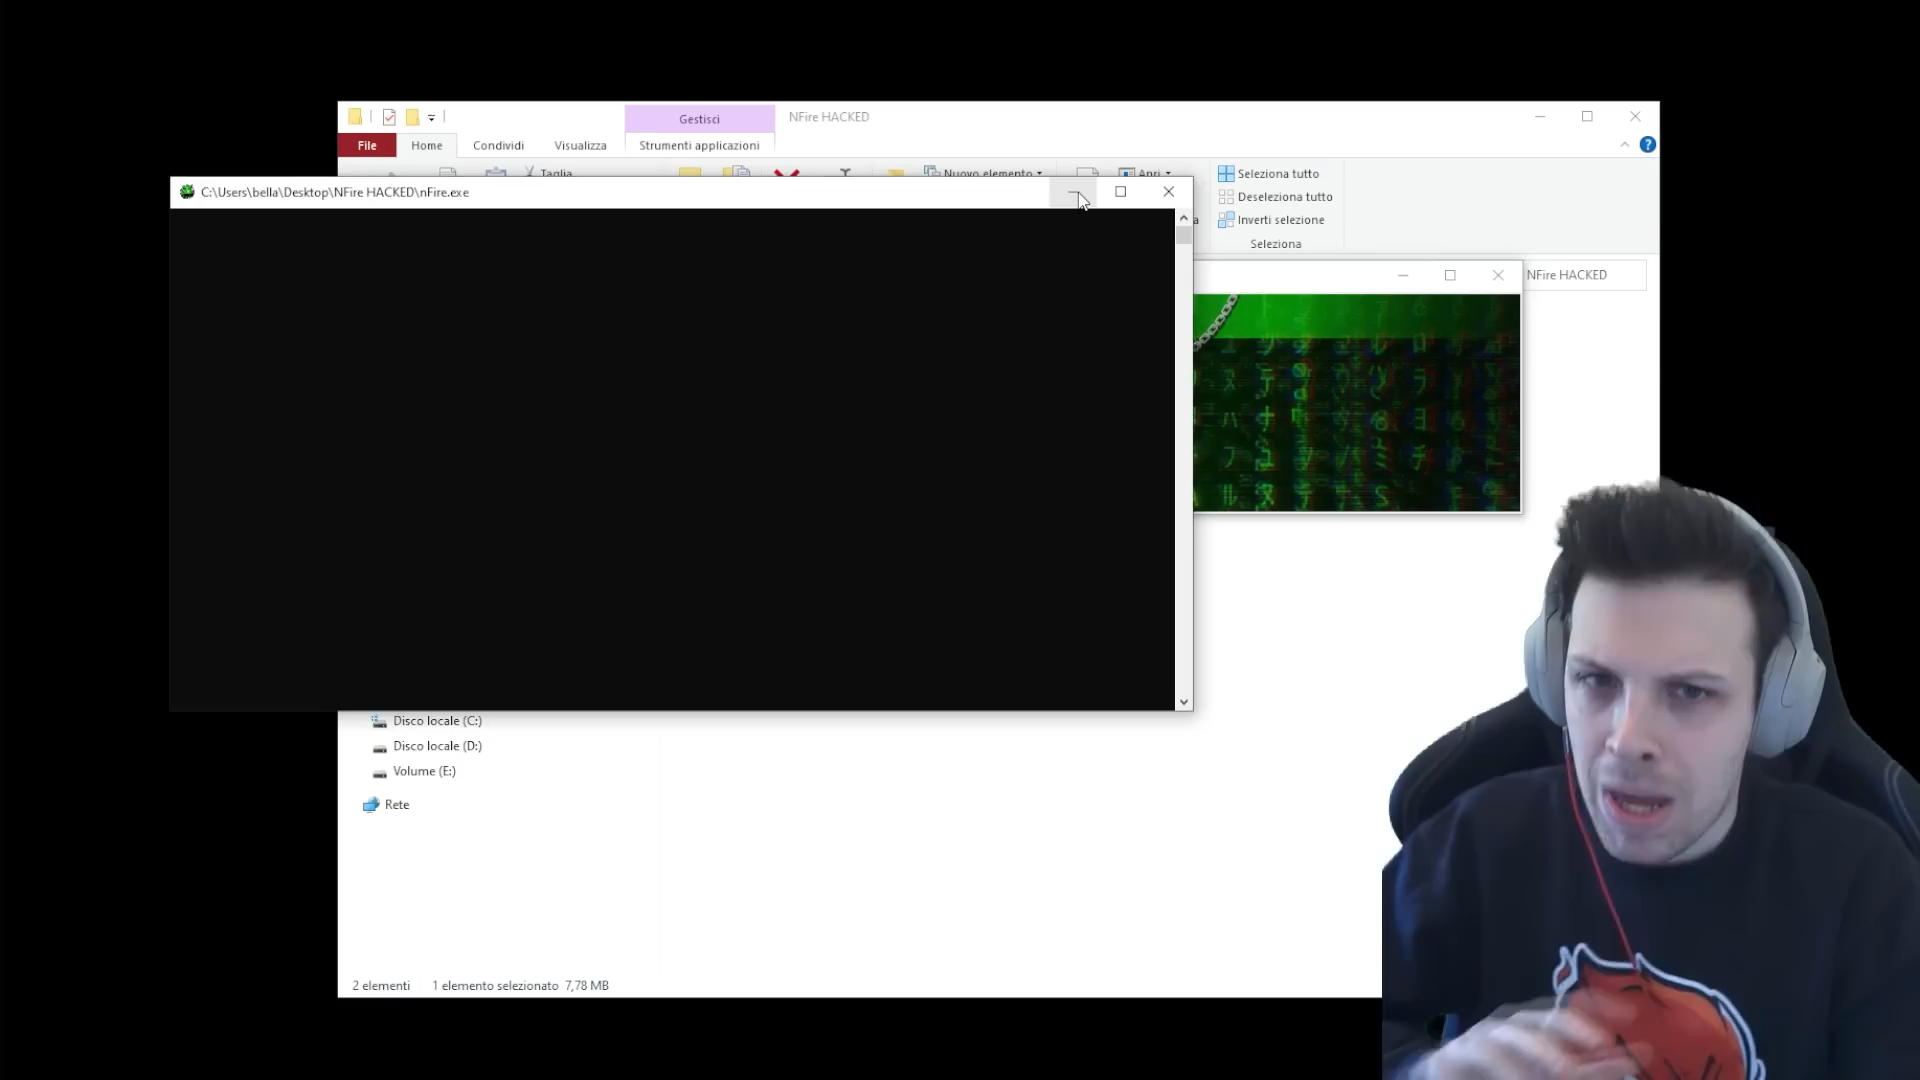 Gestisci
NFire HACKED
File
Home
Condividi
Visualizza
Strumenti applicazioni
Taglia
Nuovo elemento
Apri
Seleziona tutto
Deseleziona tutto
Inverti selezione
Seleziona
C:\Users\bella\Desktop\NFire HACKED\nFire.exe
NFire HACKED
Disco locale (C:)
Disco locale (D:)
Volume (E:)
Rete
2 elementi
1 elemento selezionato 7,78 MB